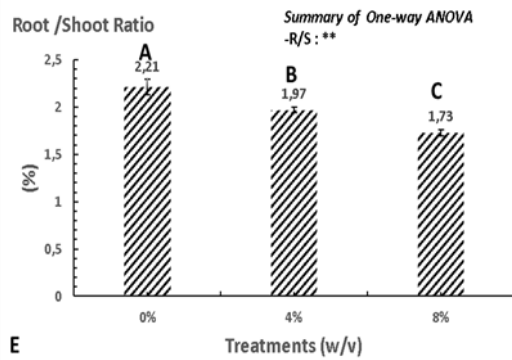 Root /Shoot Ratio
Summary of One-way ANOVA
-R/S : **
A
B
C
2,21
1,97
1,73
2,5
2
1,5
1
0,5
0
(%)
0%
4%
8%
Treatments (w/v)
E